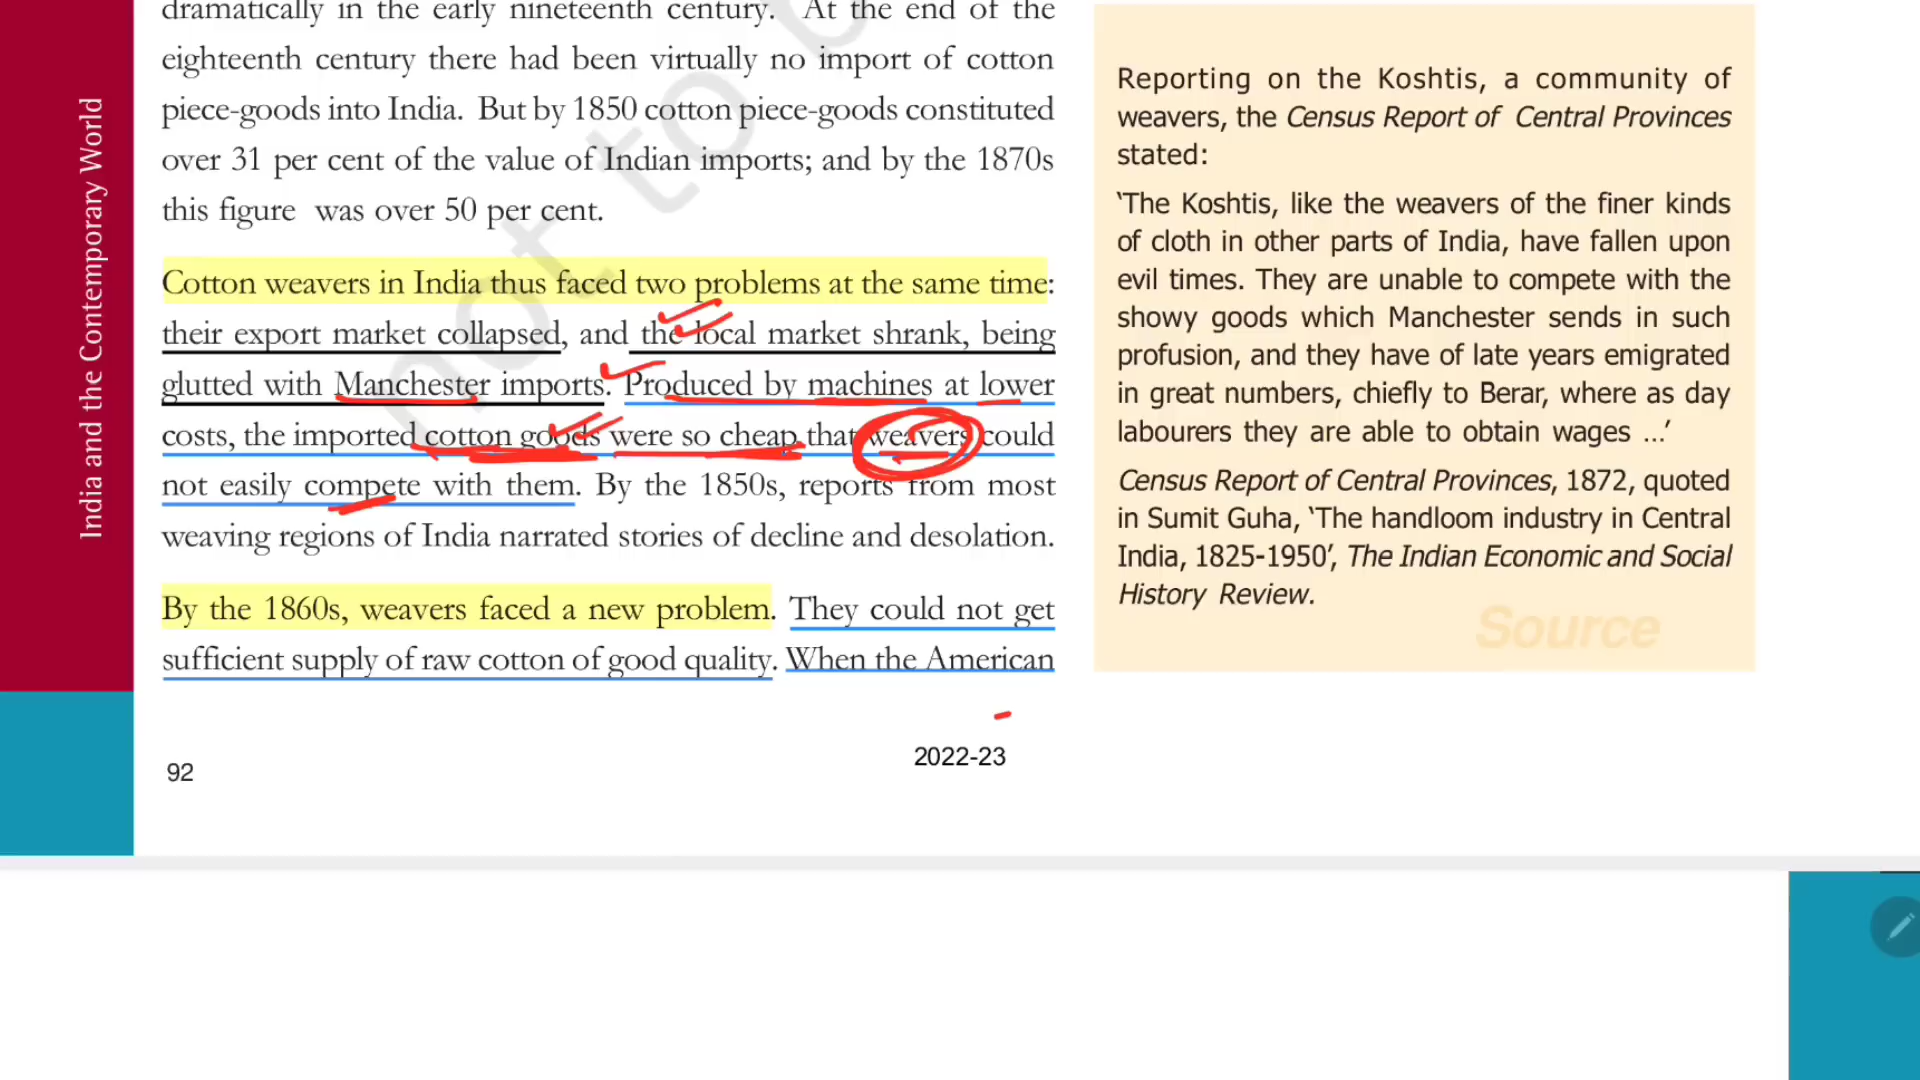 dramatically in the early nineteenth century. At the end of the
eighteenth century there had been virtually no import of cotton
piece-goods into India. But by 1850 cotton piece-goods constituted
over 31 per cent of the value of Indian imports; and by the 1870s
this figure was over 50 per cent.
Cotton weavers in India thus faced two problems at the same time:
their export market collapsed, and the local market shrank, being
glutted with Manchester imports. Produced by machines at lower
costs, the imported cotton goods were so cheap that weavers could
not easily compete with them. By the 1850s, reports from most
weaving regions of India narrated stories of decline and desolation.
By the 1860s, weavers faced a new problem. They could not get
sufficient supply of raw cotton of good quality. When the American
92
2022-23
India and the Contemporary World
not to b
Reporting on the Koshtis, a community of
weavers, the Census Report of Central Provinces
stated:
‘The Koshtis, like the weavers of the finer kinds
of cloth in other parts of India, have fallen upon
evil times. They are unable to compete with the
showy goods which Manchester sends in such
profusion, and they have of late years emigrated
in great numbers, chiefly to Berar, where as day
labourers they are able to obtain wages ...’
Census Report of Central Provinces, 1872, quoted
in Sumit Guha, ‘The handloom industry in Central
India, 1825-1950’, The Indian Economic and Social
History Review.
Source